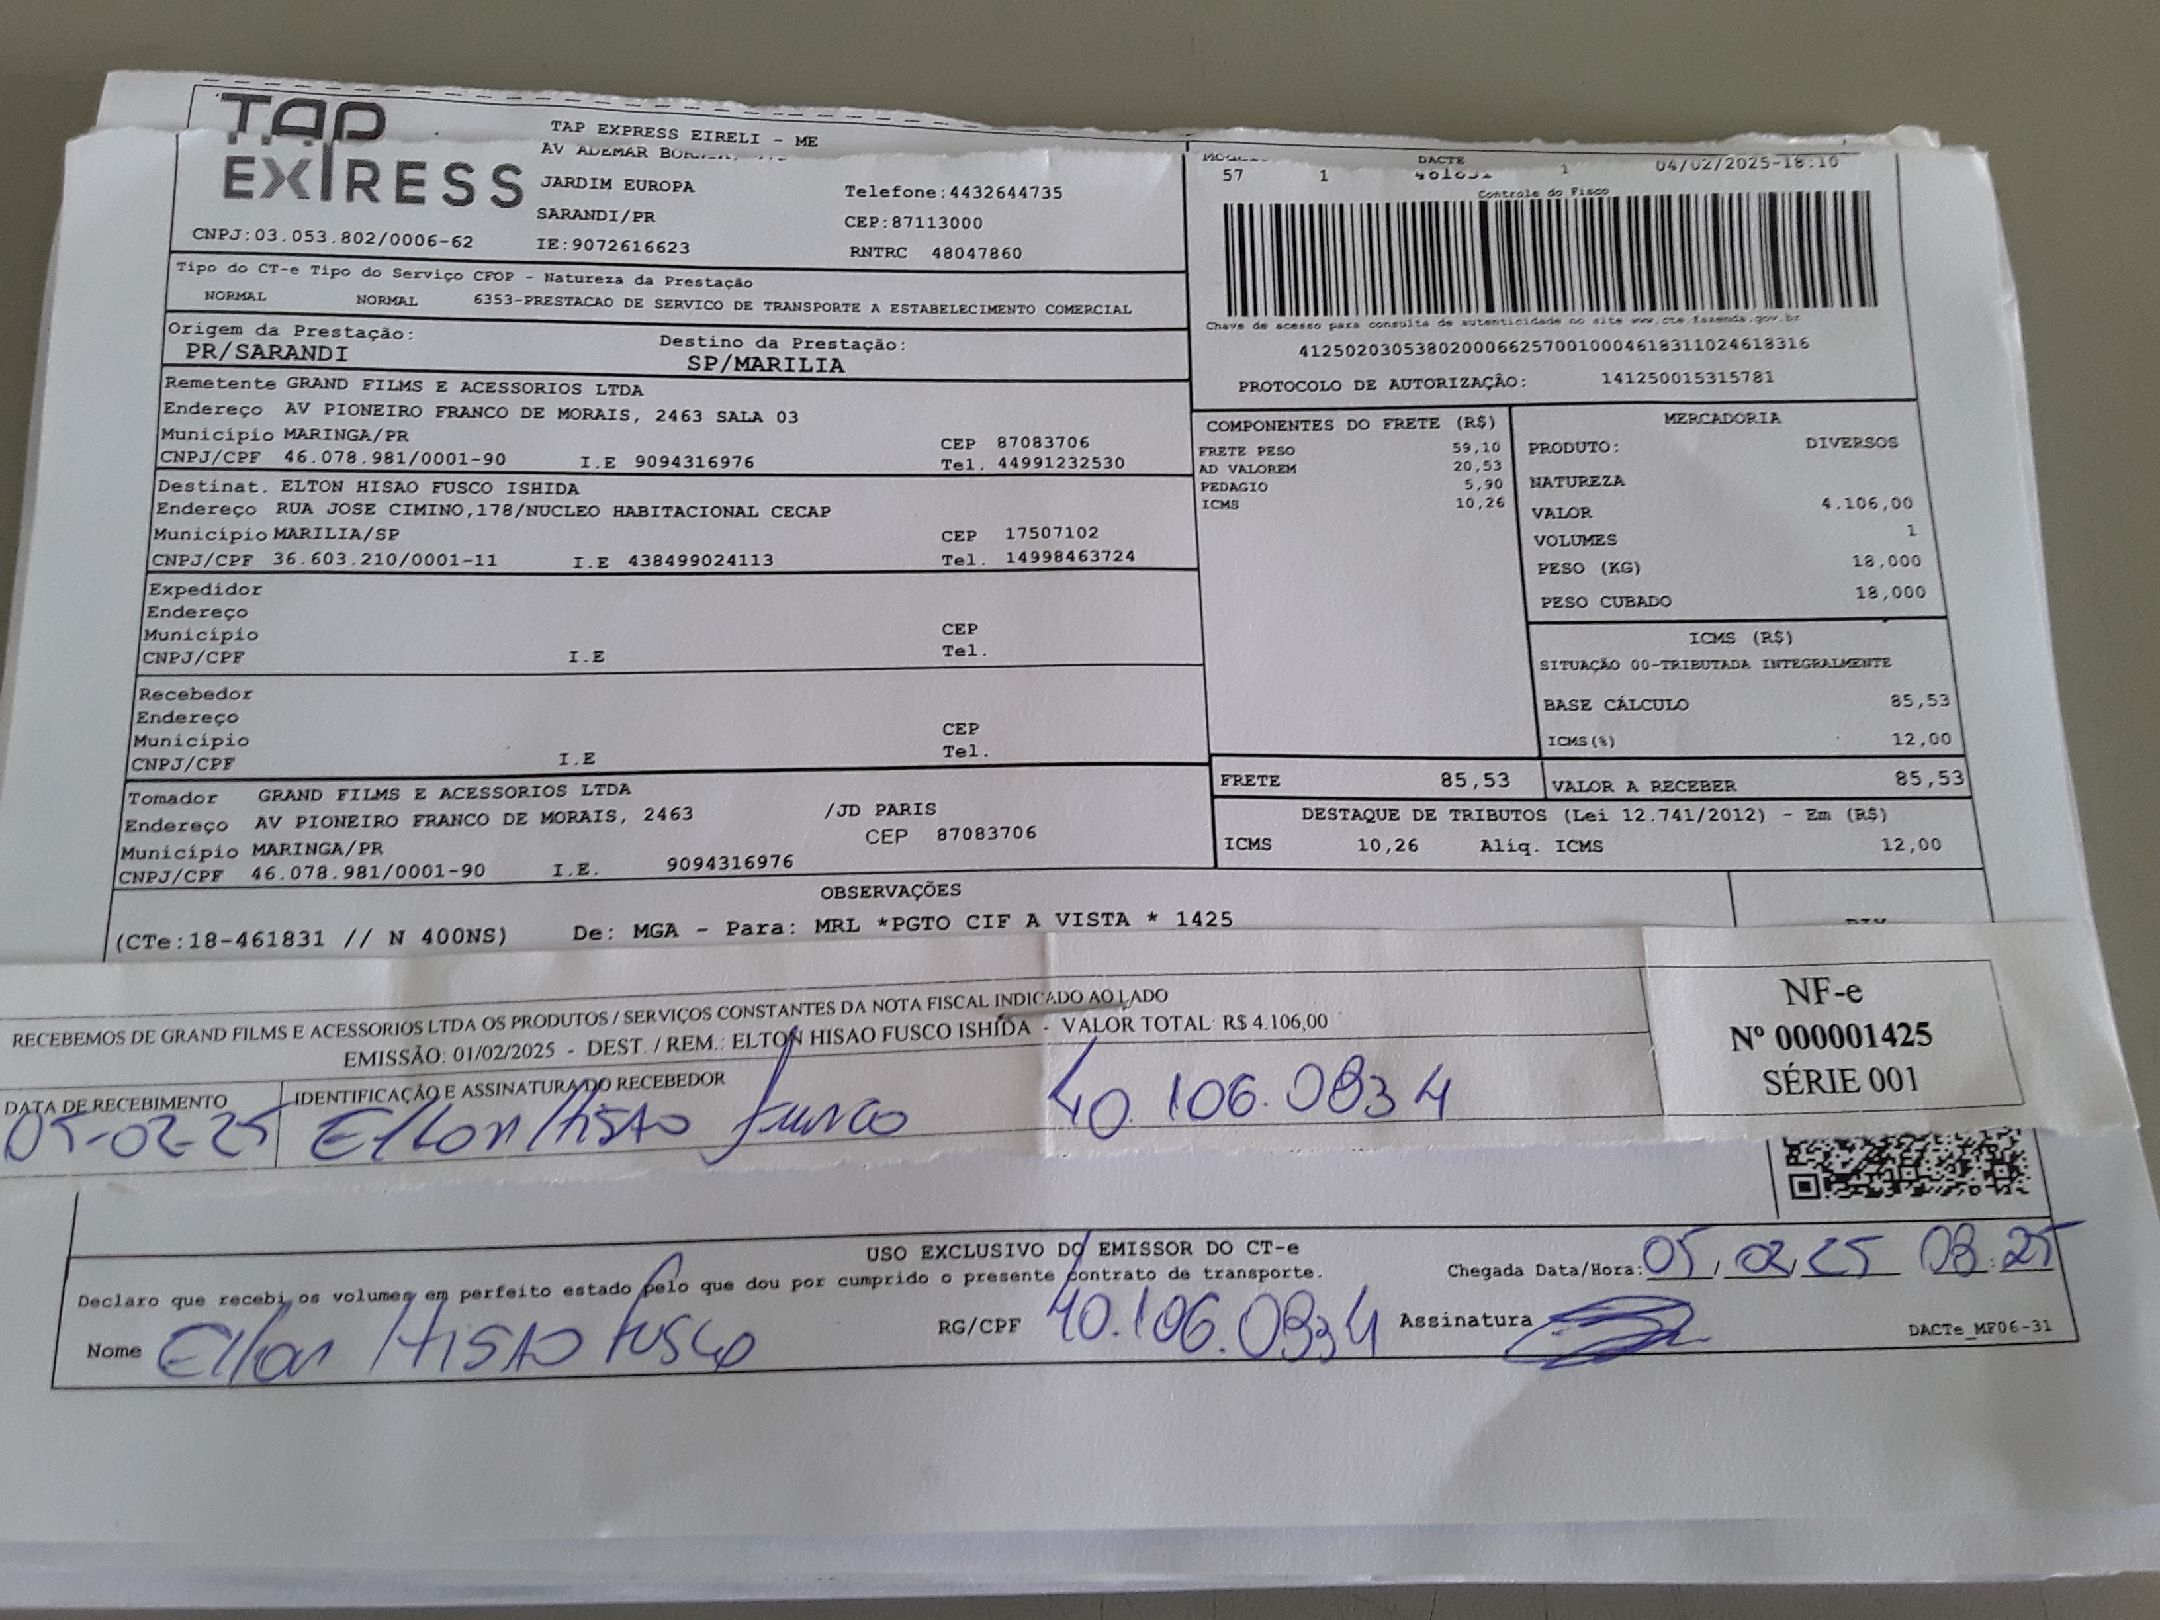 TAP
EXPRESS
TAP EXPRESS EIRELI - ME
AV ADEMAR
JARDIM EUROPA
Telefone:4432644735
SARANDI/PR
CEP:87113000
CNPJ:03.053.802/0006-62
IE:9072616623
RNTRC 48047860
DACTE
57 1 461831 1 04/02/2025-18:10
Controle do Fisco
Chave de acesso para consulta de autenticidade no site www.cte.fazenda.gov.br
41250203053802000662570010004618311024618316
PROTOCOLO DE AUTORIZAÇÃO: 141250015315781
Tipo do CT-e Tipo do Serviço CFOP - Natureza da Prestação
NORMAL NORMAL 6353-PRESTACAO DE SERVICO DE TRANSPORTE A ESTABELECIMENTO COMERCIAL
Origem da Prestação: Destino da Prestação:
PR/SARANDI SP/MARILIA
Remetente GRAND FILMS E ACESSORIOS LTDA
Endereço AV PIONEIRO FRANCO DE MORAIS, 2463 SALA 03
Município MARINGA/PR CEP 87083706
CNPJ/CPF 46.078.981/0001-90 I.E 9094316976 Tel. 44991232530
Destinat. ELTON HISAO FUSCO ISHIDA
Endereço RUA JOSE CIMINO,178/NUCLEO HABITACIONAL CECAP
Município MARILIA/SP CEP 17507102
CNPJ/CPF 36.603.210/0001-11 I.E 438499024113 Tel. 14998463724
Expedidor
Endereço
Município CEP
CNPJ/CPF I.E Tel.
Recebedor
Endereço
Município CEP
CNPJ/CPF I.E Tel.
Tomador GRAND FILMS E ACESSORIOS LTDA
Endereço AV PIONEIRO FRANCO DE MORAIS, 2463 /JD PARIS
Município MARINGA/PR CEP 87083706
CNPJ/CPF 46.078.981/0001-90 I.E. 9094316976
COMPONENTES DO FRETE (R$)
FRETE PESO 59,10
AD VALOREM 20,53
PEDAGIO 5,90
ICMS 10,26
MERCADORIA
PRODUTO: DIVERSOS
NATUREZA
VALOR 4.106,00
VOLUMES 1
PESO (KG) 18,000
PESO CUBADO 18,000
ICMS (R$)
SITUAÇÃO 00-TRIBUTADA INTEGRALMENTE
BASE CÁLCULO 85,53
ICMS(%) 12,00
FRETE 85,53 VALOR A RECEBER 85,53
DESTAQUE DE TRIBUTOS (Lei 12.741/2012) - Em (R$)
ICMS 10,26 Aliq. ICMS 12,00
OBSERVAÇÕES
(CTe:18-461831 // N 400NS) De: MGA - Para: MRL *PGTO CIF A VISTA * 1425
RECEBEMOS DE GRAND FILMS E ACESSORIOS LTDA OS PRODUTOS / SERVIÇOS CONSTANTES DA NOTA FISCAL INDICADO AO LADO
EMISSÃO: 01/02/2025 - DEST. / REM.: ELTON HISAO FUSCO ISHIDA - VALOR TOTAL: R$ 4.106,00
DATA DE RECEBIMENTO IDENTIFICAÇÃO E ASSINATURA DO RECEBEDOR
05-02-25 Elton Hisao fusco 40.106.083 4
NF-e
Nº 000001425
SÉRIE 001
USO EXCLUSIVO DO EMISSOR DO CT-e
Declaro que recebi os volumes em perfeito estado pelo que dou por cumprido o presente contrato de transporte.
Chegada Data/Hora: 05/02/25 08:25
Nome Elton HISAO fusco RG/CPF 40.106.083 4 Assinatura
DACTe_MF06-31